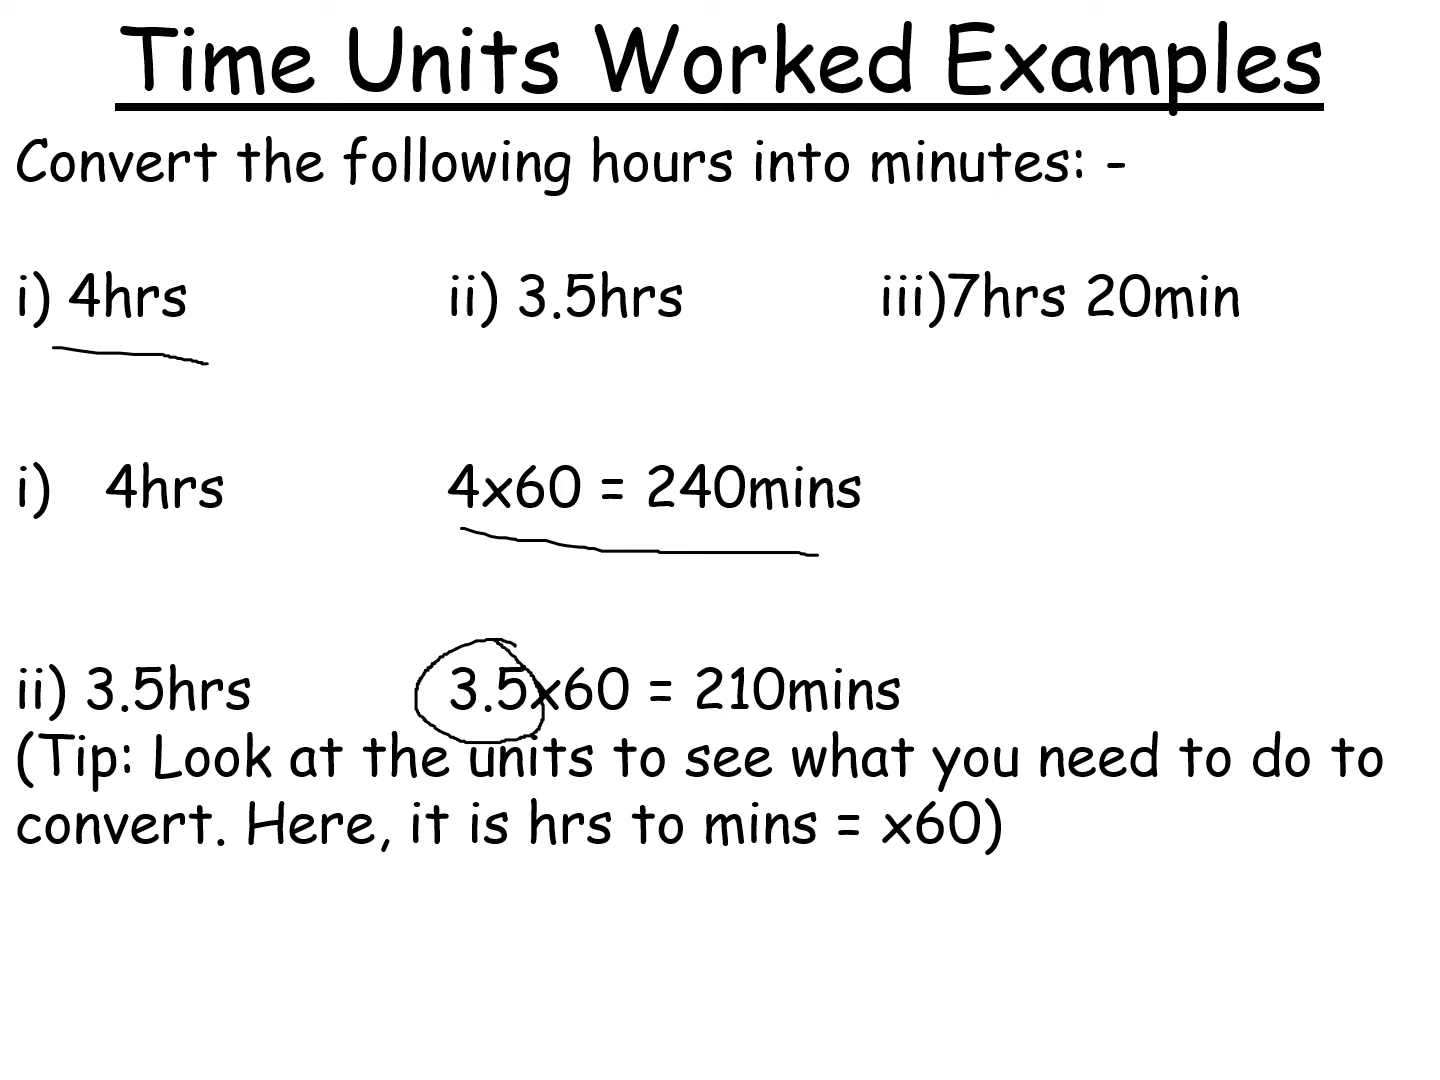 Time Units Worked Examples
Convert the following hours into minutes: -
i) 4hrs ii) 3.5hrs iii)7hrs 20min
i) 4hrs 4x60 = 240mins
ii) 3.5hrs 3.5x60 = 210mins
(Tip: Look at the units to see what you need to do to
convert. Here, it is hrs to mins = x60)